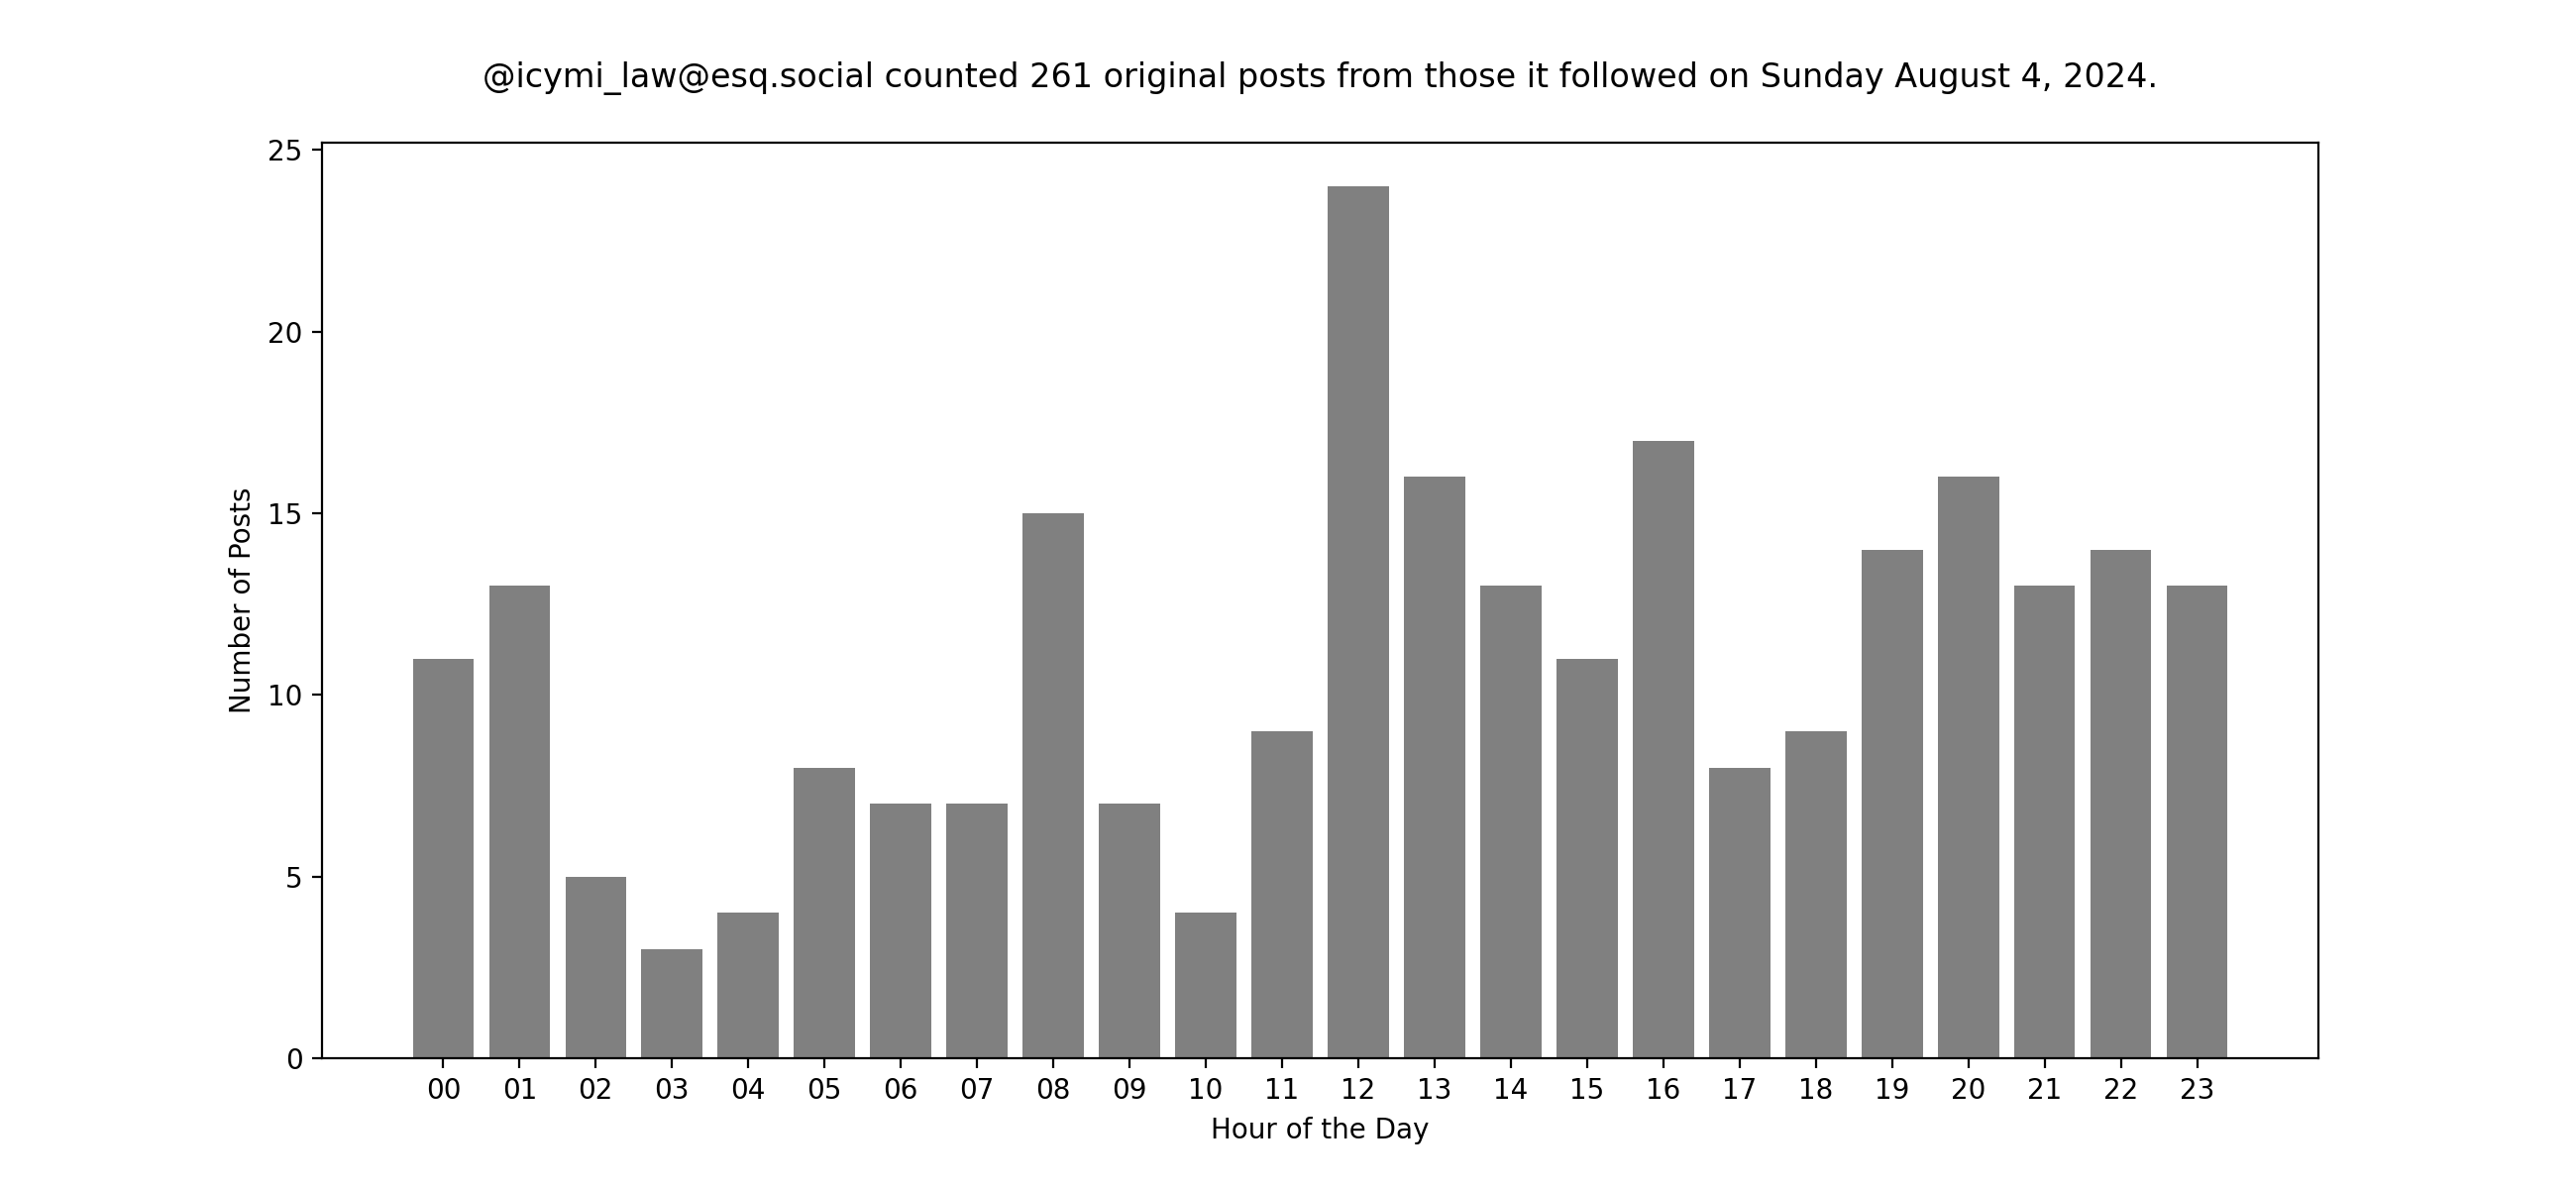 @icymi_law@esq.social counted 261 original posts from those it followed on Sunday August 4, 2024.
25
20
15
10
5
0
Number of Posts
00 01 02 03 04 05 06 07 08 09 10 11 12 13 14 15 16 17 18 19 20 21 22 23
Hour of the Day